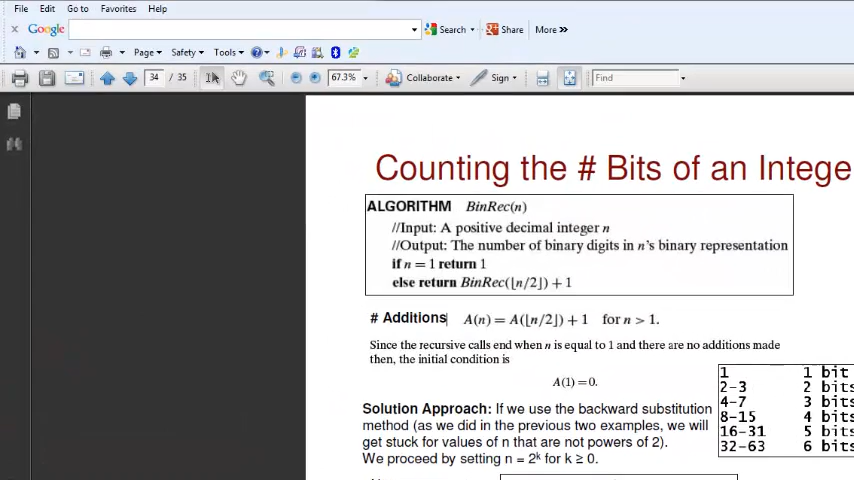 File Edit Go to Favorites Help
Google Search Share More »
Page Safety Tools
34 / 35 67.3% Collaborate Sign Find
Counting the # Bits of an Intege
ALGORITHM BinRec(n)
//Input: A positive decimal integer n
//Output: The number of binary digits in n's binary representation
if n = 1 return 1
else return BinRec(⌊n/2⌋) + 1
# Additions A(n) = A(⌊n/2⌋) + 1 for n > 1.
Since the recursive calls end when n is equal to 1 and there are no additions made
then, the initial condition is
A(1) = 0.
1 1 bit
2-3 2 bits
4-7 3 bits
8-15 4 bits
16-31 5 bits
32-63 6 bits
Solution Approach: If we use the backward substitution
method (as we did in the previous two examples, we will
get stuck for values of n that are not powers of 2).
We proceed by setting n = 2ᵏ for k ≥ 0.